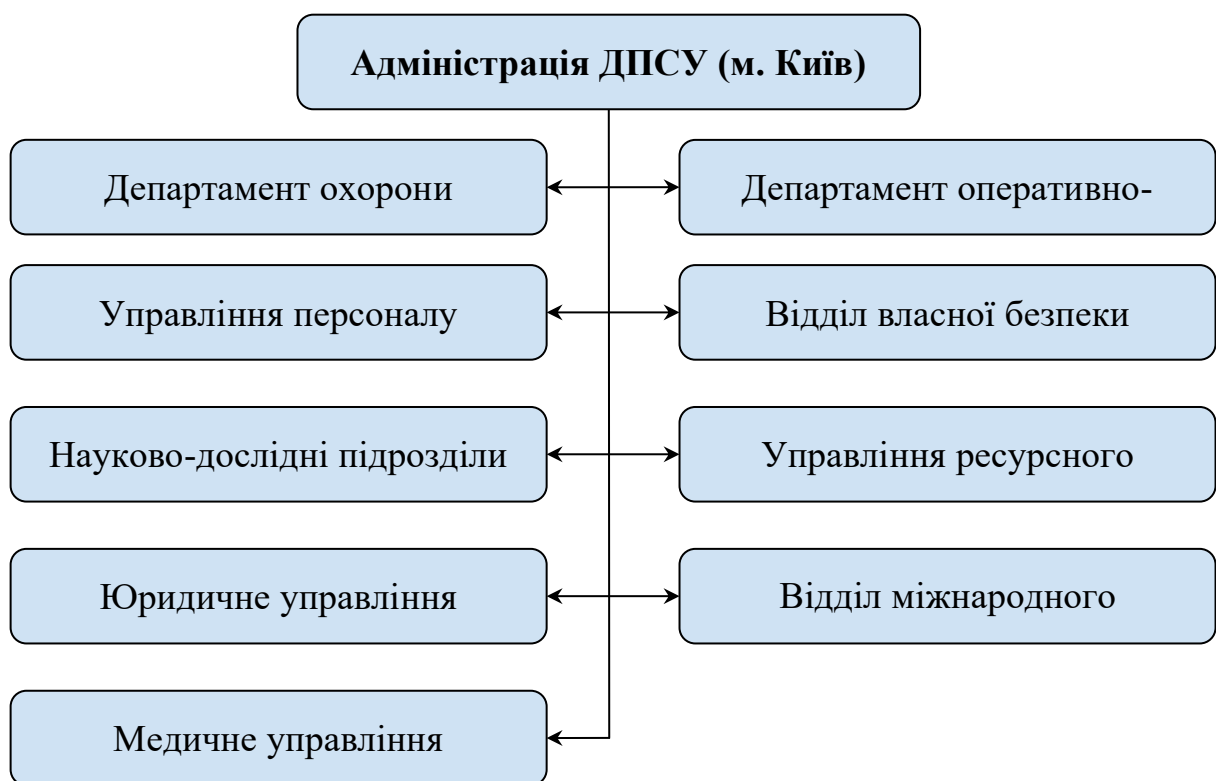 Адміністрація ДПСУ (м. Київ)
Департамент охорони
Департамент оперативно-
Управління персоналу
Відділ власної безпеки
Науково-дослідні підрозділи
Управління ресурсного
Юридичне управління
Відділ міжнародного
Медичне управління